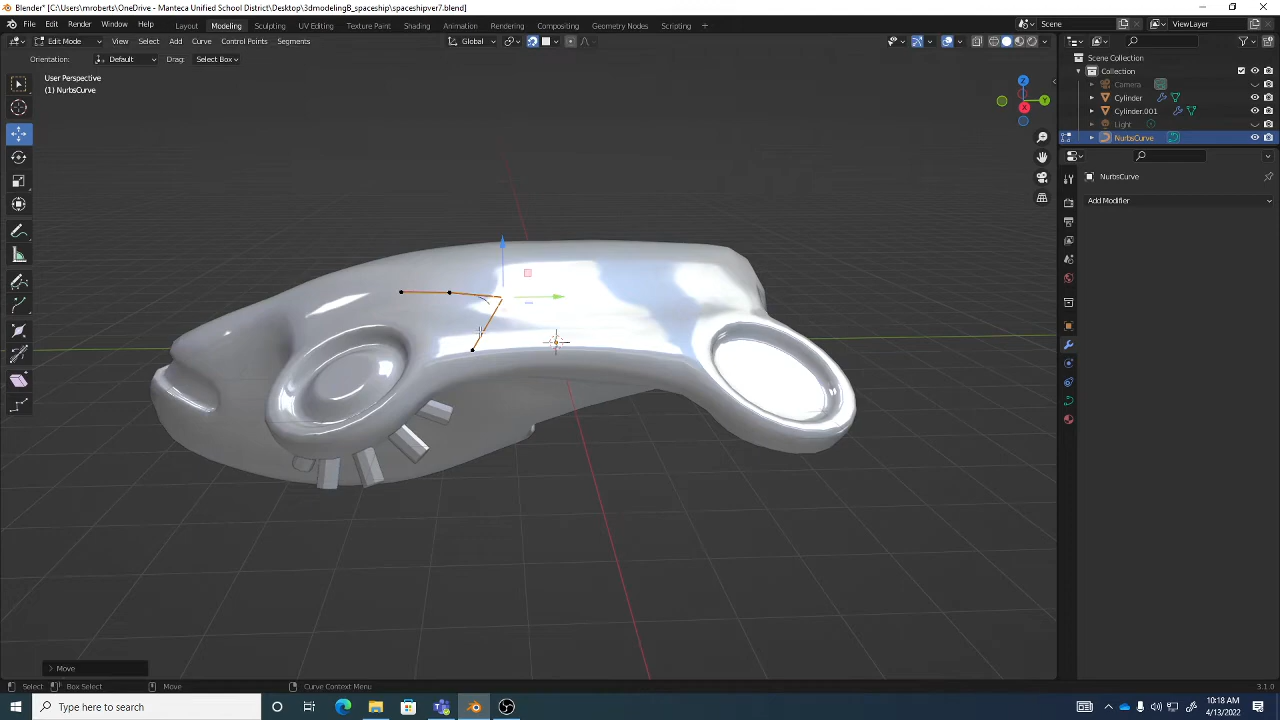 Blender* [C:\Users\mroberts\OneDrive - Manteca Unified School District\Desktop\3dmodelingB_spaceship\spaceshipver7.blend]
File Edit Render Window Help Layout Modeling Sculpting UV Editing Texture Paint Shading Animation Rendering Compositing Geometry Nodes Scripting + Scene ViewLayer
Edit Mode View Select Add Curve Control Points Segments Global
Orientation: Default Drag: Select Box
User Perspective
(1) NurbsCurve
Z
Y
X
Scene Collection
Collection
Camera
Cylinder
Cylinder.001
Light
NurbsCurve
NurbsCurve
Add Modifier
Move
Select Box Select Move Curve Context Menu 3.1.0
Type here to search
10:18 AM
4/13/2022